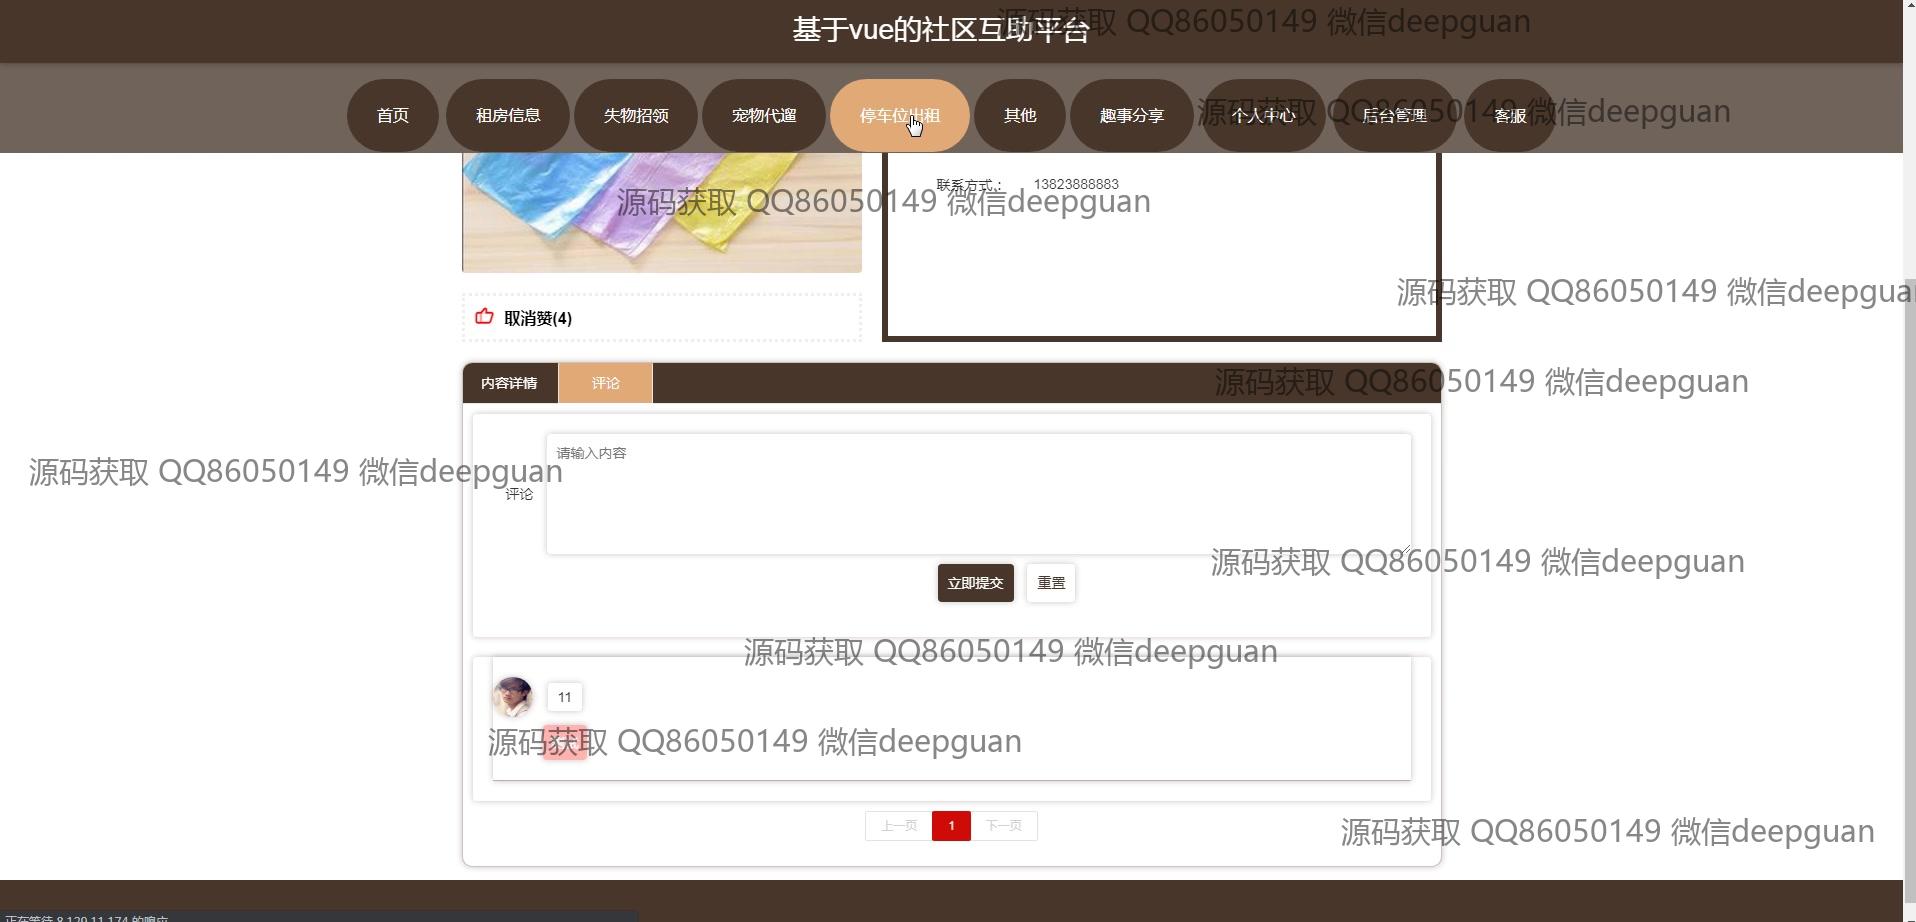 基于vue的社区互助平台
源码获取 QQ86050149 微信deepguan
首页 租房信息 失物招领 宠物代遛 停车位出租 其他 趣事分享 个人中心 后台管理 客服
源码获取 QQ86050149 微信deepguan
联系方式： 13823888883
源码获取 QQ86050149 微信deepguan
源码获取 QQ86050149 微信deepgua
取消赞(4)
内容详情 评论
源码获取 QQ86050149 微信deepguan
请输入内容
源码获取 QQ86050149 微信deepguan
评论
源码获取 QQ86050149 微信deepguan
立即提交 重置
源码获取 QQ86050149 微信deepguan
11
源码获取 QQ86050149 微信deepguan
上一页 1 下一页
源码获取 QQ86050149 微信deepguan
正在等待 8.129.11.174 的响应